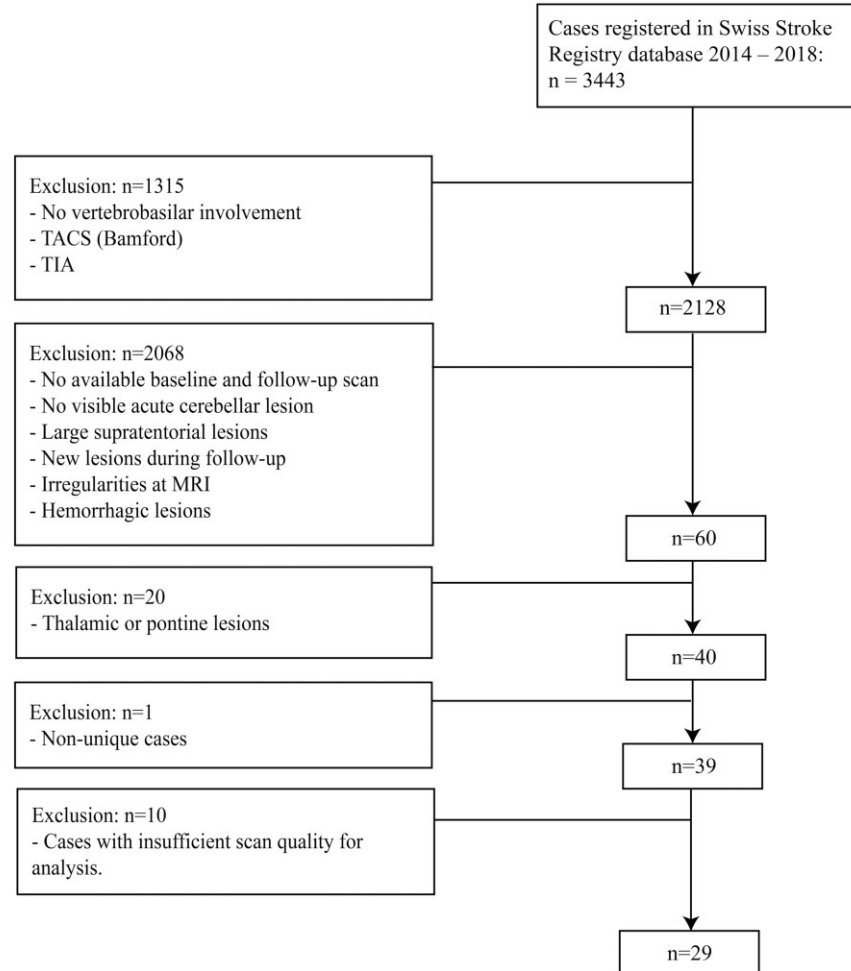 Cases registered in Swiss Stroke
Registry database 2014 – 2018:
n = 3443
Exclusion: n=1315
- No vertebrobasilar involvement
- TACS (Bamford)
- TIA
n=2128
Exclusion: n=2068
- No available baseline and follow-up scan
- No visible acute cerebellar lesion
- Large supratentorial lesions
- New lesions during follow-up
- Irregularities at MRI
- Hemorrhagic lesions
n=60
Exclusion: n=20
- Thalamic or pontine lesions
n=40
Exclusion: n=1
- Non-unique cases
n=39
Exclusion: n=10
- Cases with insufficient scan quality for
analysis.
n=29